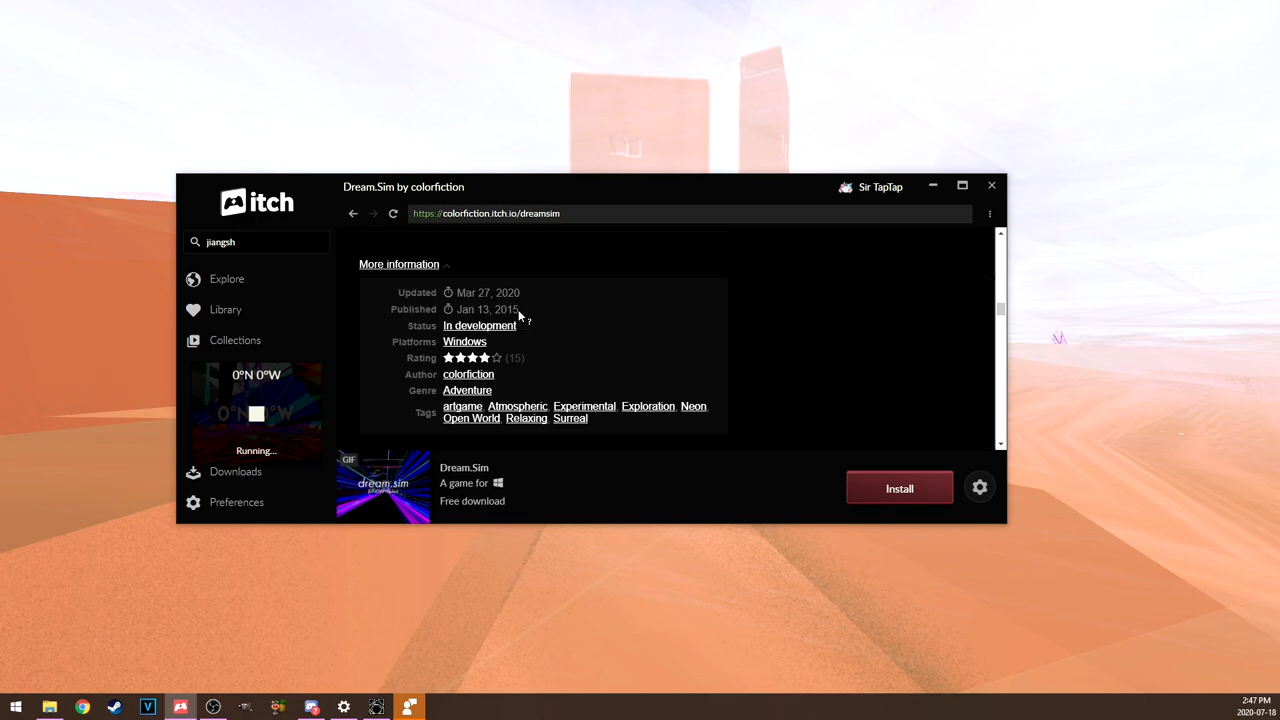 itch
Dream.Sim by colorfiction
Sir TapTap
https://colorfiction.itch.io/dreamsim
jiangsh
Explore
Library
Collections
0°N 0°W
Running...
Downloads
Preferences
More information
Updated Mar 27, 2020
Published Jan 13, 2015
Status In development
Platforms Windows
Rating (15)
Author colorfiction
Genre Adventure
Tags artgame, Atmospheric, Experimental, Exploration, Neon,
Open World, Relaxing, Surreal
GIF
dream.sim
Dream.Sim
A game for
Free download
Install
2:47 PM
2020-07-18